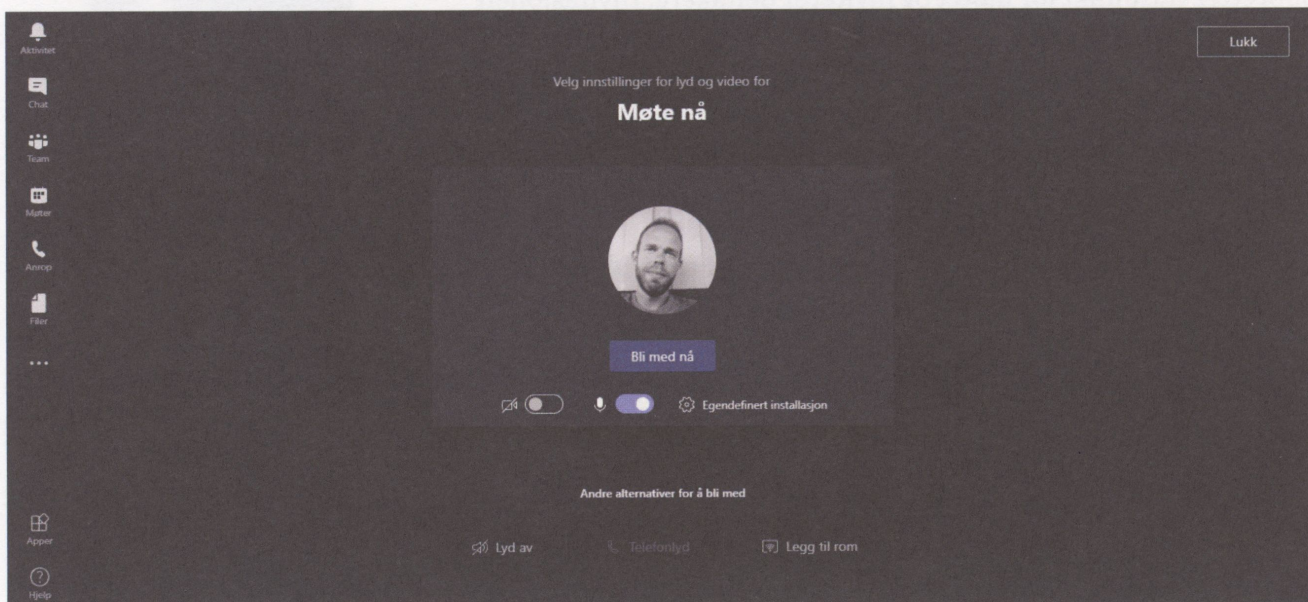 Aktivitet
Chat
Team
Møter
Anrop
Filer
Apper
Hjelp
Lukk
Velg innstillinger for lyd og video for
Møte nå
Bli med nå
Egendefinert installasjon
Andre alternativer for å bli med
Lyd av
Telefonlyd
Legg til rom